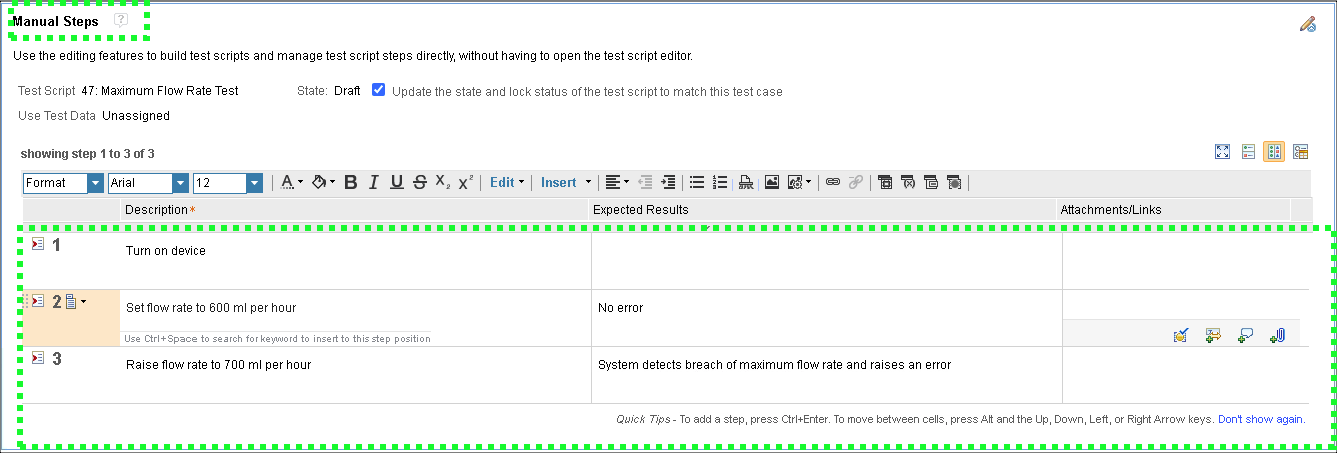 Manual Steps ?
Use the editing features to build test scripts and manage test script steps directly, without having to open the test script editor.
Test Script 47: Maximum Flow Rate Test State: Draft Update the state and lock status of the test script to match this test case
Use Test Data Unassigned
showing step 1 to 3 of 3
Format Arial 12 A B I U S X₂ X² Edit Insert
Description* Expected Results Attachments/Links
1 Turn on device
2 Set flow rate to 600 ml per hour No error
Use Ctrl+Space to search for keyword to insert to this step position
3 Raise flow rate to 700 ml per hour System detects breach of maximum flow rate and raises an error
Quick Tips - To add a step, press Ctrl+Enter. To move between cells, press Alt and the Up, Down, Left, or Right Arrow keys. Don't show again.